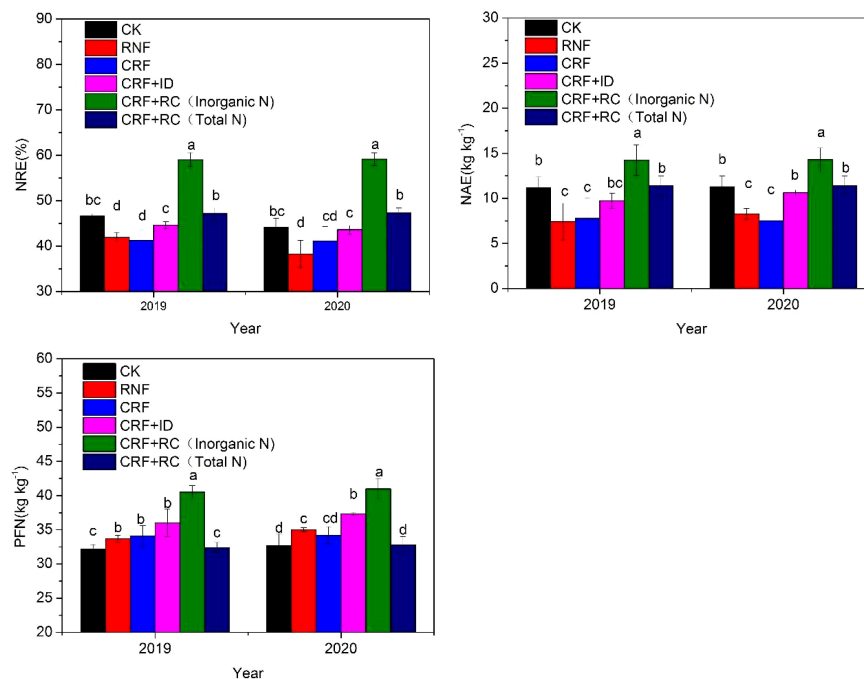 90
80
70
60
50
40
30
NRE(%)
CK
RNF
CRF
CRF+ID
CRF+RC（Inorganic N)
CRF+RC（Total N)
bc d d c a b
bc d cd c a b
2019 2020
Year
30
25
20
15
10
5
0
NAE(kg kg⁻¹)
CK
RNF
CRF
CRF+ID
CRF+RC（Inorganic N)
CRF+RC（Total N)
b c c bc a b
b c c b a b
2019 2020
Year
60
55
50
45
40
35
30
25
20
PFN(kg kg⁻¹)
CK
RNF
CRF
CRF+ID
CRF+RC（Inorganic N)
CRF+RC（Total N)
c b b b a c
d c cd b a d
2019 2020
Year